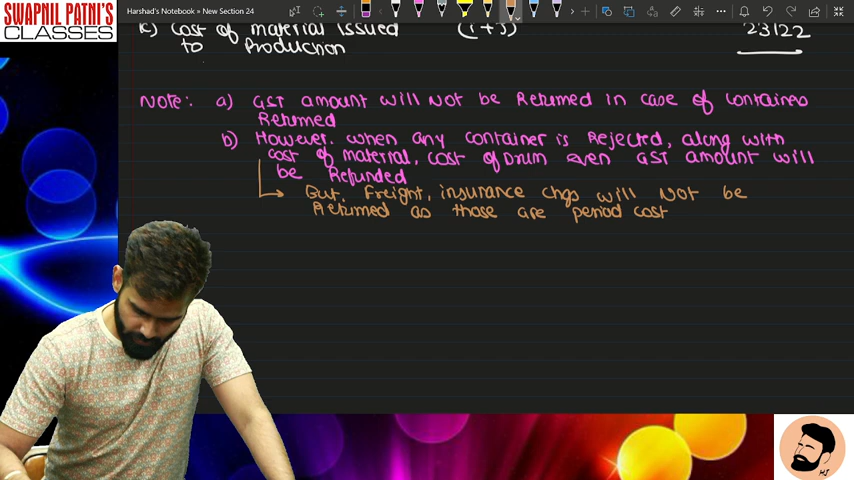 SWAPNIL PATNI'S
CLASSES
Harshad's Notebook » New Section 24
K) Cost of Material Issued (i+j) 23122
to Production
Note: a) GST amount will Not be Returned in case of Containers
Returned
b) However, when any container is Rejected, along with
cost of material, cost of Drum even GST amount will
be Refunded
But, Freight, insurance chgs will Not be
Returned as those are period cost
HS